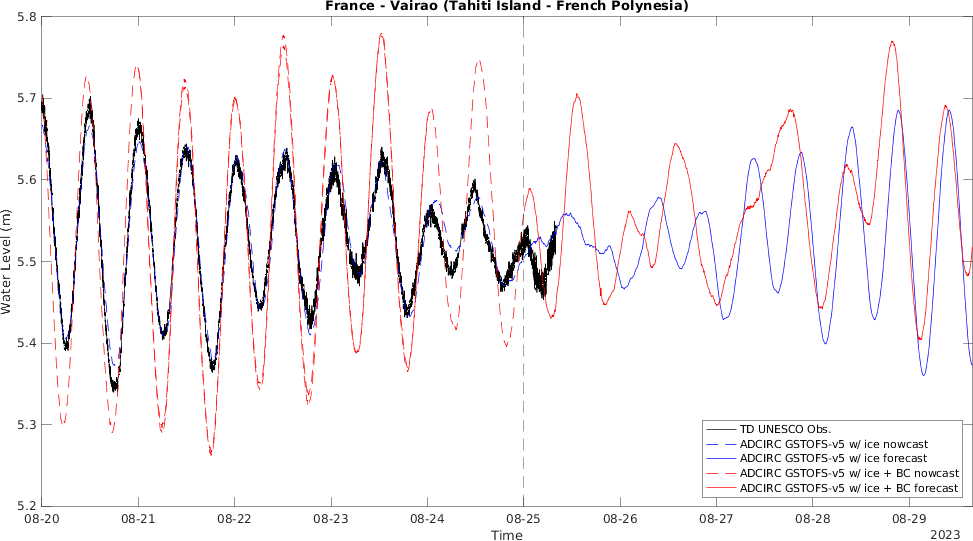 France - Vairao (Tahiti Island - French Polynesia)
5.8
5.7
5.6
5.5
5.4
5.3
5.2
Water Level (m)
TD UNESCO Obs.
ADCIRC GSTOFS-v5 w/ ice nowcast
ADCIRC GSTOFS-v5 w/ ice forecast
ADCIRC GSTOFS-v5 w/ ice + BC nowcast
ADCIRC GSTOFS-v5 w/ ice + BC forecast
08-20 08-21 08-22 08-23 08-24 08-25 08-26 08-27 08-28 08-29
Time
2023